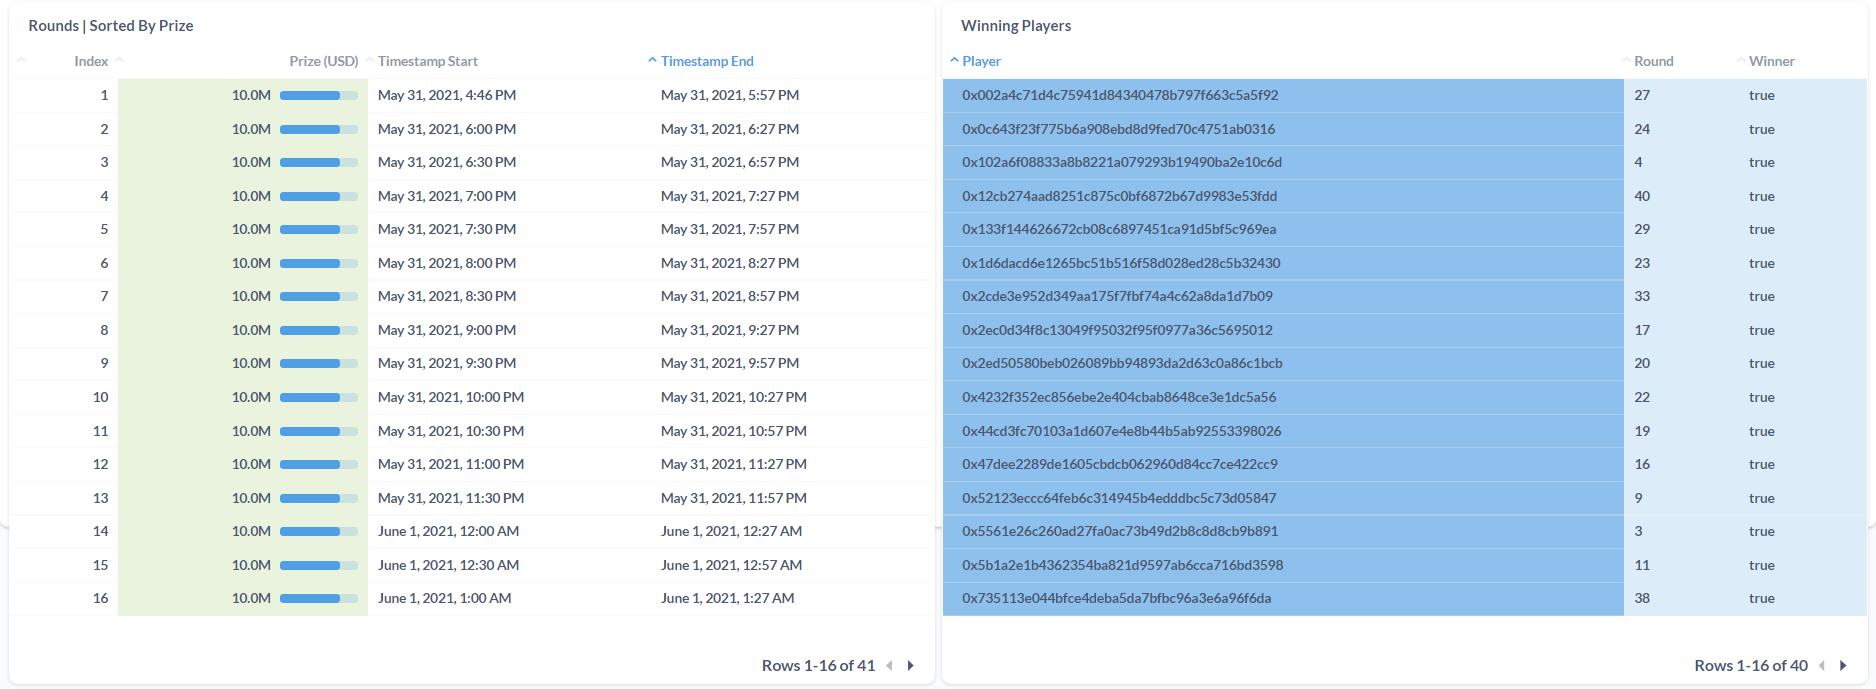 Rounds | Sorted By Prize
Index Prize (USD) Timestamp Start Timestamp End
1 10.0M May 31, 2021, 4:46 PM May 31, 2021, 5:57 PM
2 10.0M May 31, 2021, 6:00 PM May 31, 2021, 6:27 PM
3 10.0M May 31, 2021, 6:30 PM May 31, 2021, 6:57 PM
4 10.0M May 31, 2021, 7:00 PM May 31, 2021, 7:27 PM
5 10.0M May 31, 2021, 7:30 PM May 31, 2021, 7:57 PM
6 10.0M May 31, 2021, 8:00 PM May 31, 2021, 8:27 PM
7 10.0M May 31, 2021, 8:30 PM May 31, 2021, 8:57 PM
8 10.0M May 31, 2021, 9:00 PM May 31, 2021, 9:27 PM
9 10.0M May 31, 2021, 9:30 PM May 31, 2021, 9:57 PM
10 10.0M May 31, 2021, 10:00 PM May 31, 2021, 10:27 PM
11 10.0M May 31, 2021, 10:30 PM May 31, 2021, 10:57 PM
12 10.0M May 31, 2021, 11:00 PM May 31, 2021, 11:27 PM
13 10.0M May 31, 2021, 11:30 PM May 31, 2021, 11:57 PM
14 10.0M June 1, 2021, 12:00 AM June 1, 2021, 12:27 AM
15 10.0M June 1, 2021, 12:30 AM June 1, 2021, 12:57 AM
16 10.0M June 1, 2021, 1:00 AM June 1, 2021, 1:27 AM
Rows 1-16 of 41
Winning Players
Player Round Winner
0x002a4c71d4c75941d84340478b797f663c5a5f92 27 true
0x0c643f23f775b6a908ebd8d9fed70c4751ab0316 24 true
0x102a6f08833a8b8221a079293b19490ba2e10c6d 4 true
0x12cb274aad8251c875c0bf6872b67d9983e53fdd 40 true
0x133f144626672cb08c6897451ca91d5bf5c969ea 29 true
0x1d6dacd6e1265bc51b516f58d028ed28c5b32430 23 true
0x2cde3e952d349aa175f7fbf74a4c62a8da1d7b09 33 true
0x2ec0d34f8c13049f95032f95f0977a36c5695012 17 true
0x2ed50580beb026089bb94893da2d63c0a86c1bcb 20 true
0x4232f352ec856ebe2e404cbab8648ce3e1dc5a56 22 true
0x44cd3fc70103a1d607e4e8b44b5ab92553398026 19 true
0x47dee2289de1605cbdcb062960d84cc7ce422cc9 16 true
0x52123eccc64feb6c314945b4edddbc5c73d05847 9 true
0x5561e26c260ad27fa0ac73b49d2b8c8d8cb9b891 3 true
0x5b1a2e1b4362354ba821d9597ab6cca716bd3598 11 true
0x735113e044bfce4deba5da7bfbc96a3e6a96f6da 38 true
Rows 1-16 of 40